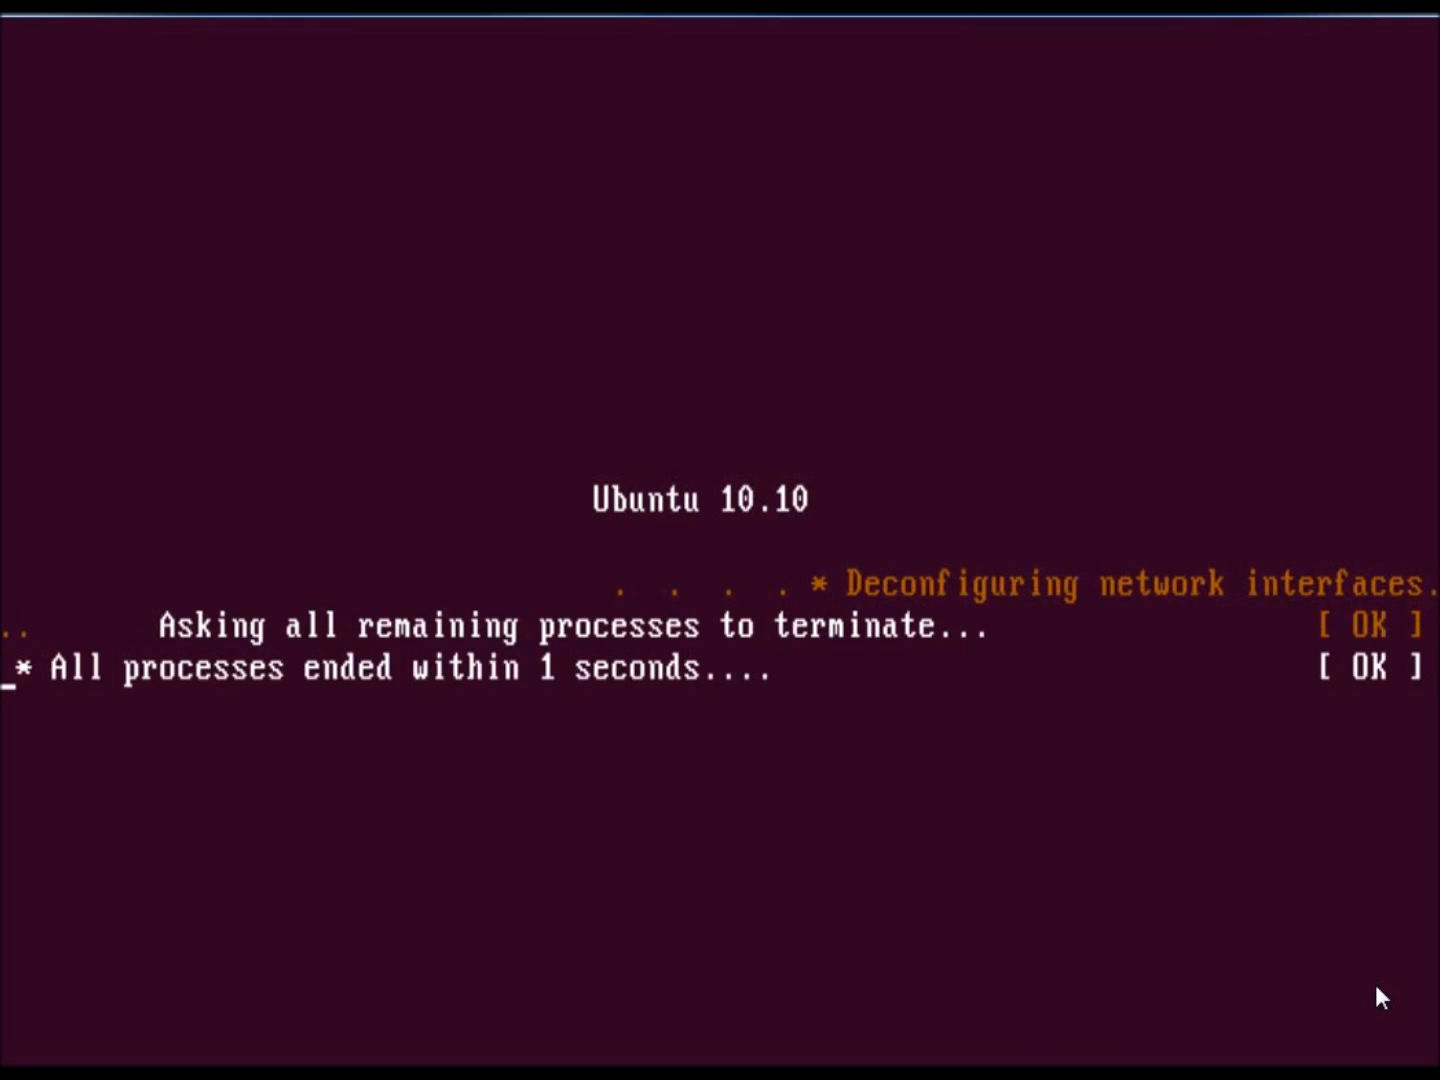 Ubuntu 10.10
. . . . * Deconfiguring network interfaces.
.. Asking all remaining processes to terminate... [ OK ]
* All processes ended within 1 seconds.... [ OK ]